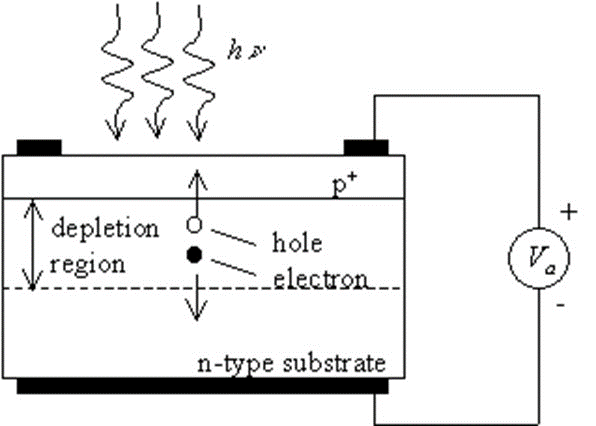 hν
p+
depletion
region
hole
electron
n-type substrate
+
Va
-